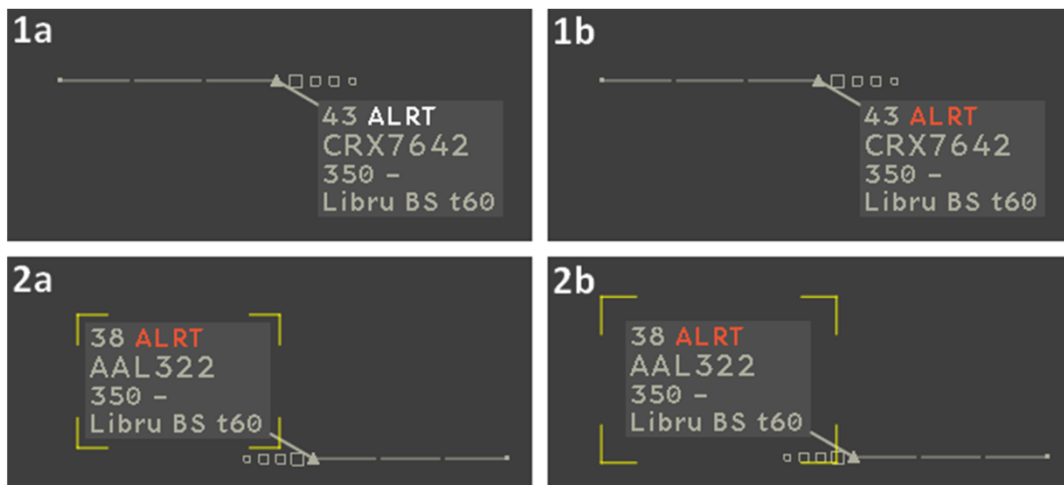 1a
43 ALRT
CRX7642
350 –
Libru BS t60
1b
43 ALRT
CRX7642
350 –
Libru BS t60
2a
38 ALRT
AAL322
350 –
Libru BS t60
2b
38 ALRT
AAL322
350 –
Libru BS t60